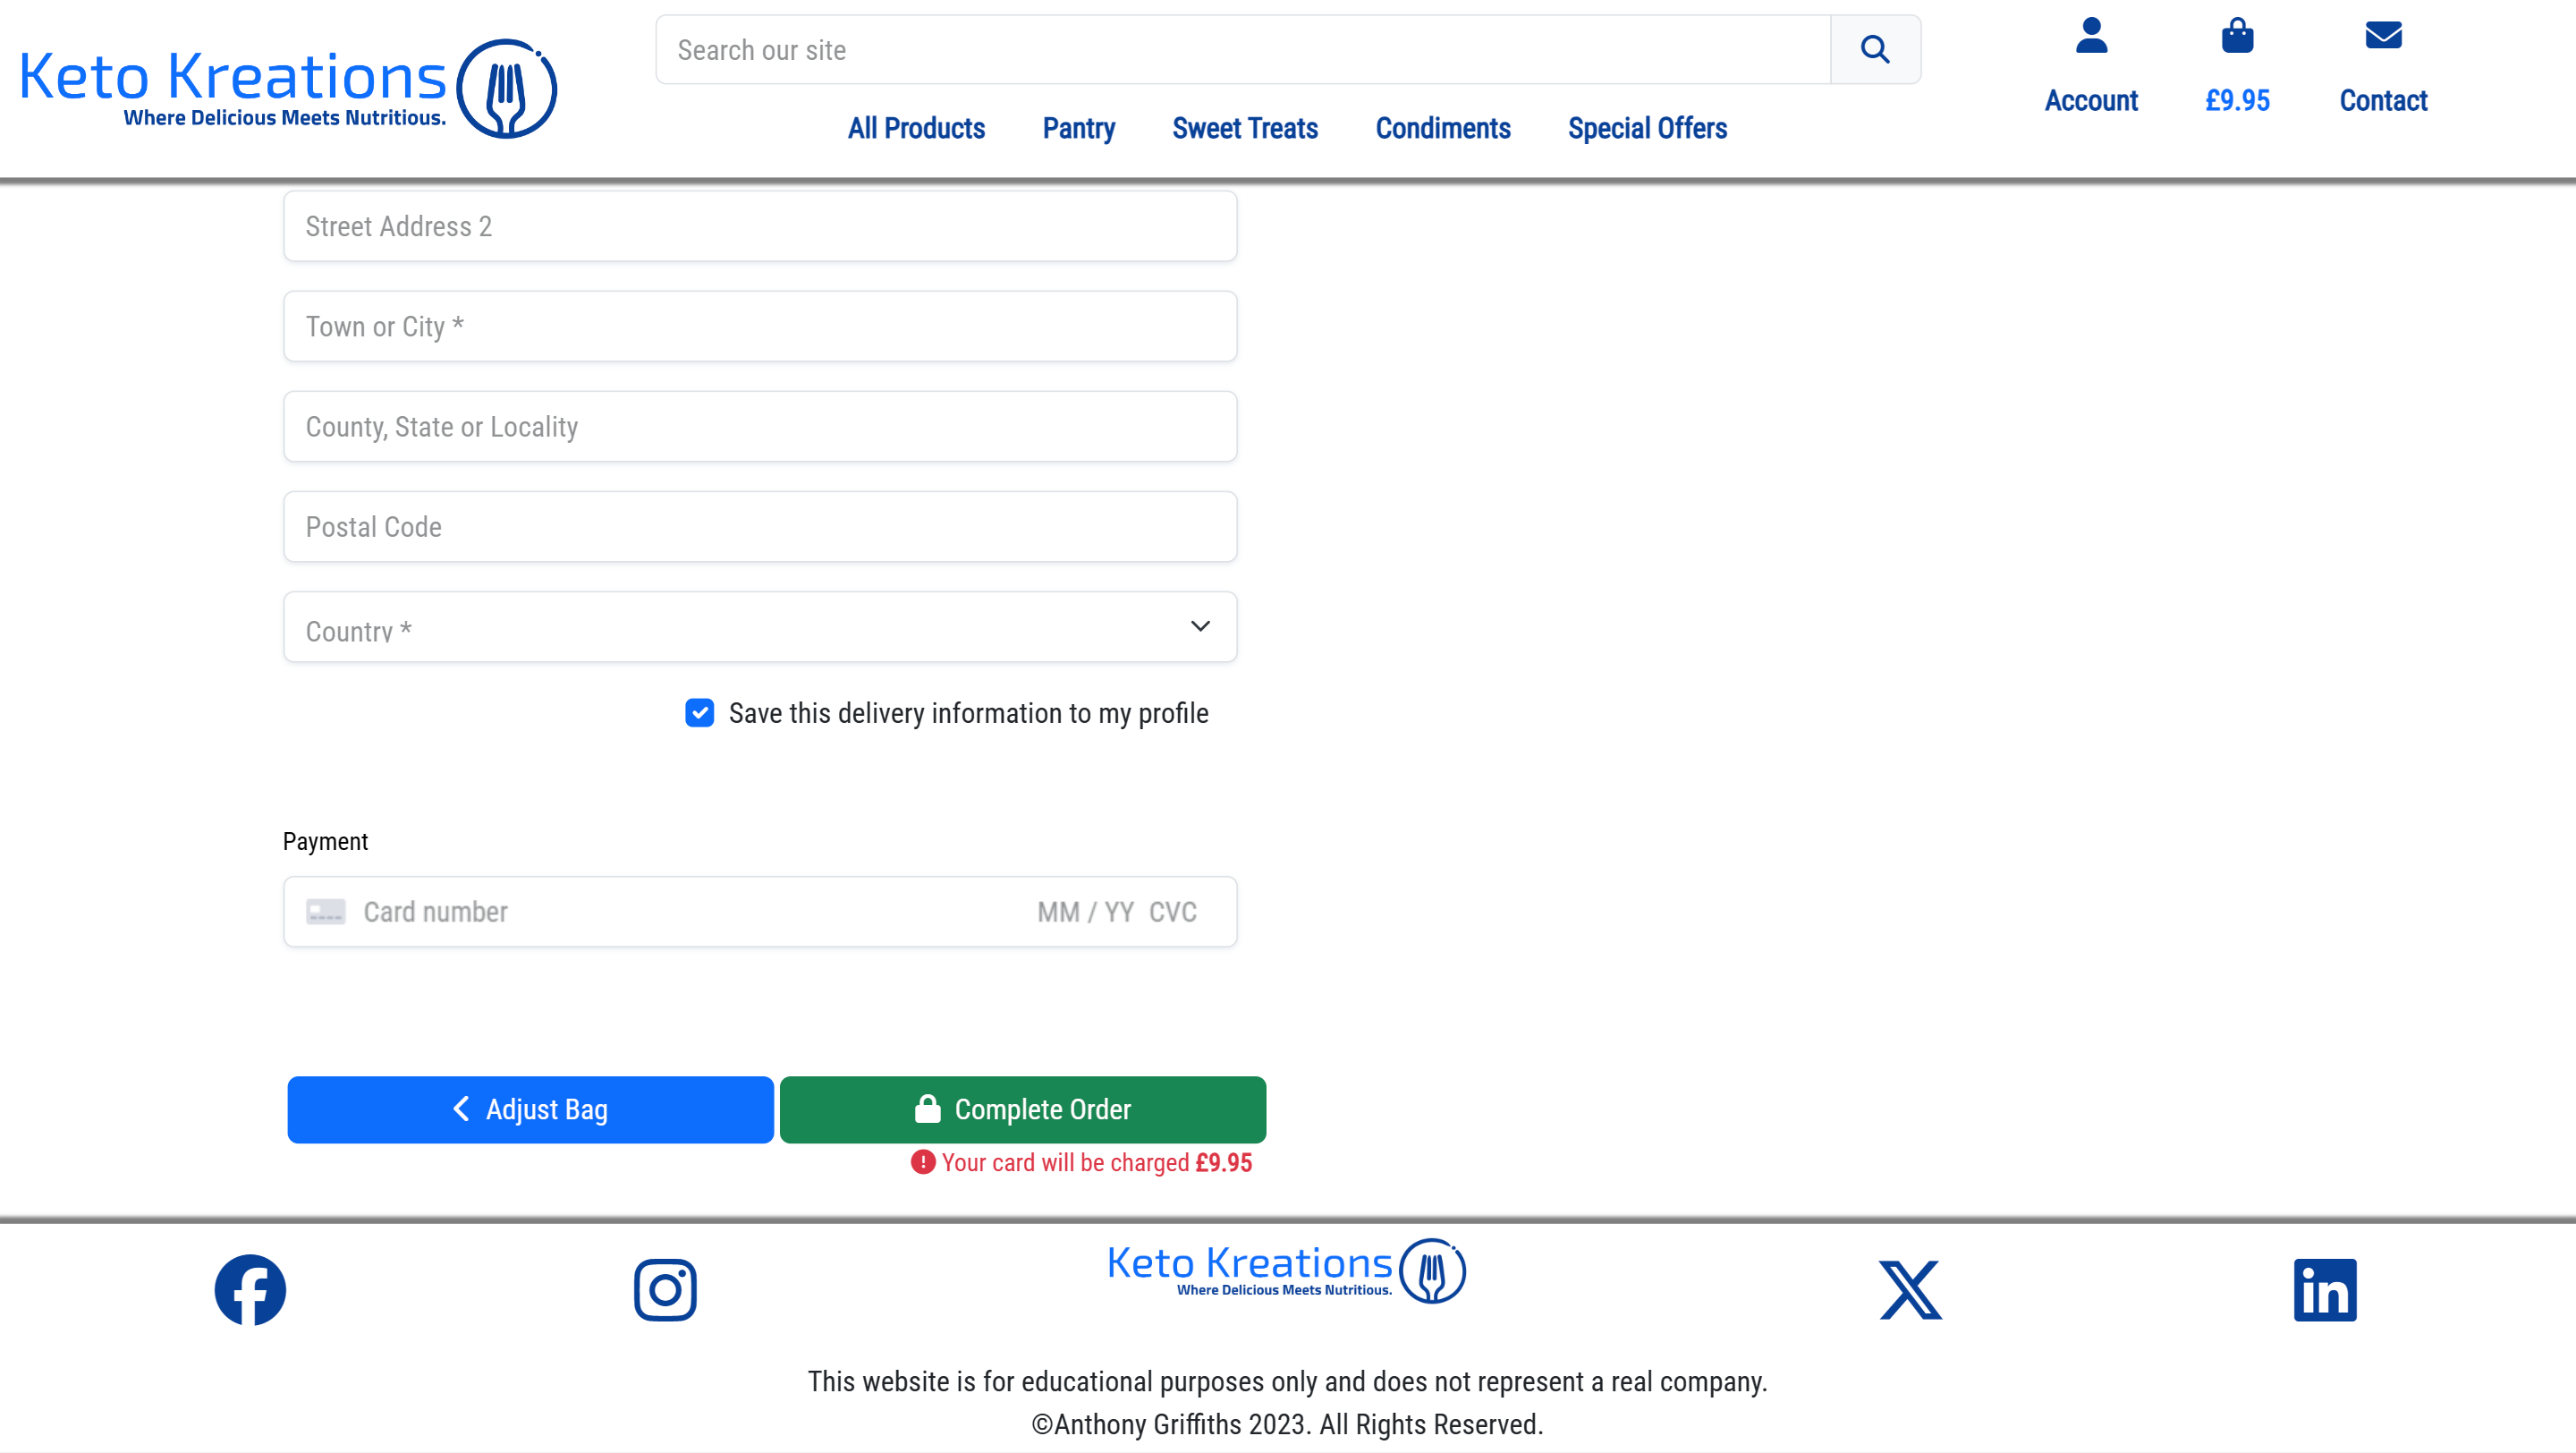 Keto Kreations
Where Delicious Meets Nutritious.
Search our site
All Products Pantry Sweet Treats Condiments Special Offers
Account £9.95 Contact
Street Address 2
Town or City *
County, State or Locality
Postal Code
Country *
Save this delivery information to my profile
Payment
Card number MM / YY CVC
Adjust Bag Complete Order
Your card will be charged £9.95
Keto Kreations
Where Delicious Meets Nutritious.
This website is for educational purposes only and does not represent a real company.
©Anthony Griffiths 2023. All Rights Reserved.